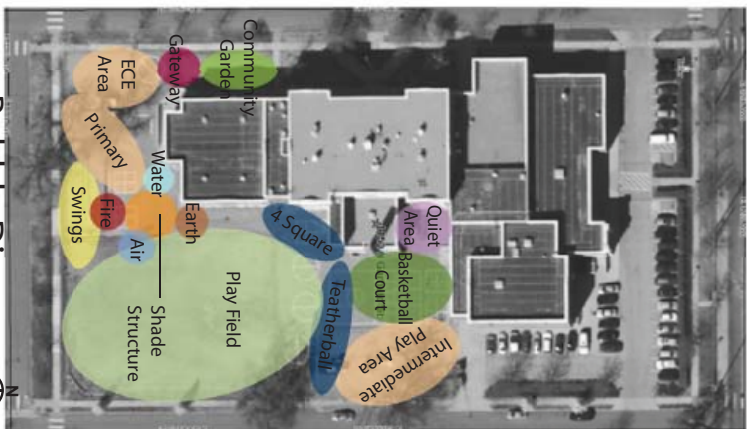 Quiet
Area
Intermediate
Play Area
Basketball
Court
Teatherball
4 Square
Community
Garden
Play Field
Earth
Gateway
Water
Shade
Structure
Air
ECE
Area
Fire
Primary
Swings
N